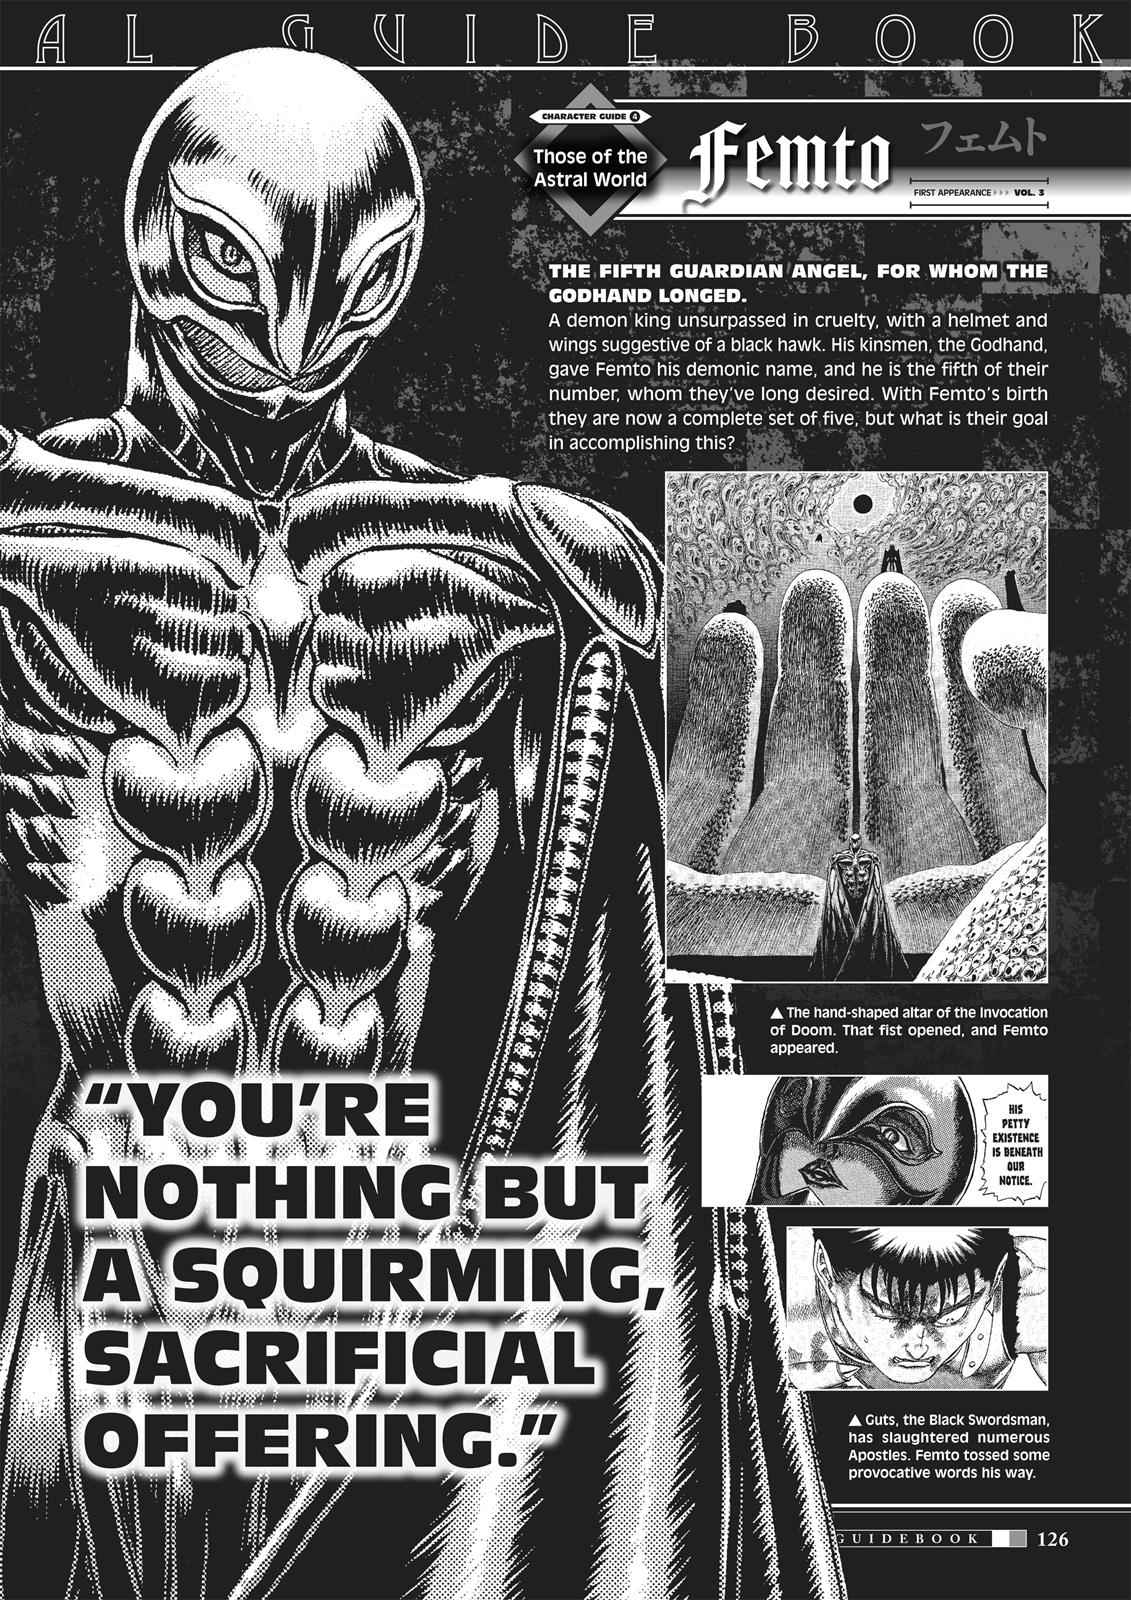 AL GUIDE BOOK
CHARACTER GUIDE 4
Those of the
Astral World
Femto
フェムト
FIRST APPEARANCE ››› VOL. 3
THE FIFTH GUARDIAN ANGEL, FOR WHOM THE
GODHAND LONGED.
A demon king unsurpassed in cruelty, with a helmet and
wings suggestive of a black hawk. His kinsmen, the Godhand,
gave Femto his demonic name, and he is the fifth of their
number, whom they've long desired. With Femto's birth
they are now a complete set of five, but what is their goal
in accomplishing this?
▲The hand-shaped altar of the Invocation
of Doom. That fist opened, and Femto
appeared.
HIS
PETTY
EXISTENCE
IS BENEATH
OUR
NOTICE.
“YOU'RE
NOTHING BUT
A SQUIRMING,
SACRIFICIAL
OFFERING.”
▲Guts, the Black Swordsman,
has slaughtered numerous
Apostles. Femto tossed some
provocative words his way.
GUIDEBOOK 126